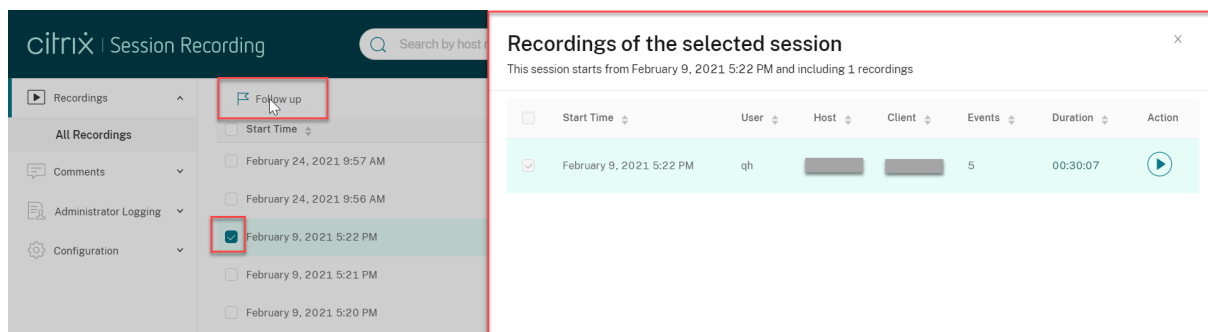 citrix | Session Recording
Search by host
Recordings
All Recordings
Comments
Administrator Logging
Configuration
Follow up
Start Time
February 24, 2021 9:57 AM
February 24, 2021 9:56 AM
February 9, 2021 5:22 PM
February 9, 2021 5:21 PM
February 9, 2021 5:20 PM
Recordings of the selected session
This session starts from February 9, 2021 5:22 PM and including 1 recordings
Start Time User Host Client Events Duration Action
February 9, 2021 5:22 PM qh 5 00:30:07